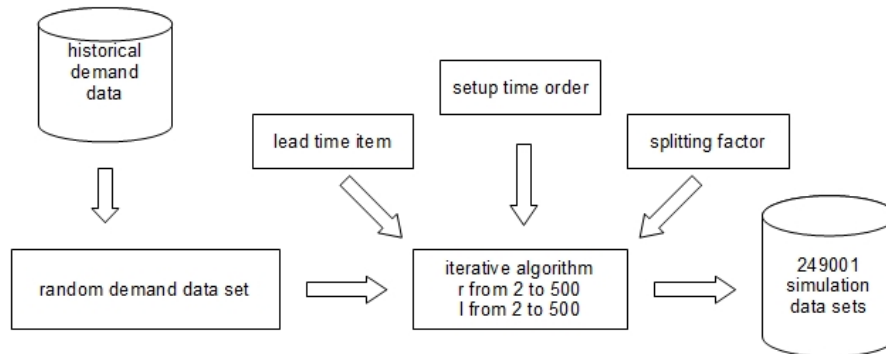 historical
demand
data
setup time order
lead time item
splitting factor
random demand data set
iterative algorithm
r from 2 to 500
l from 2 to 500
249001
simulation
data sets